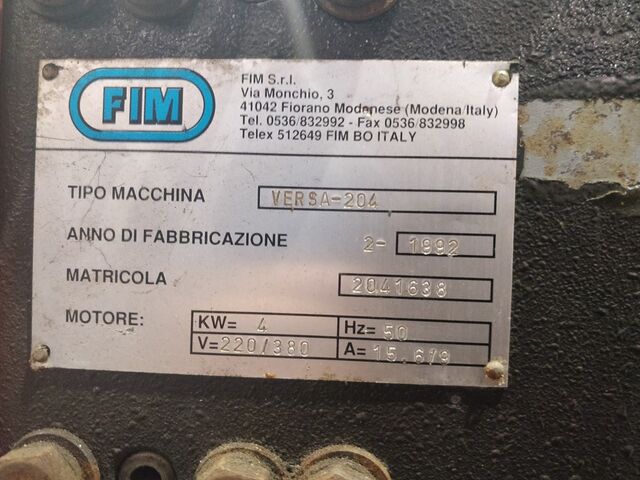 FIM
FIM S.r.l.
Via Monchio, 3
41042 Fiorano Modenese (Modena/Italy)
Tel. 0536/832992 - Fax 0536/832998
Telex 512649 FIM BO ITALY
TIPO MACCHINA VERSA-204
ANNO DI FABBRICAZIONE 2- 1992
MATRICOLA 2041638
MOTORE: KW= 4 Hz= 50
V= 220/380 A= 15.6/9